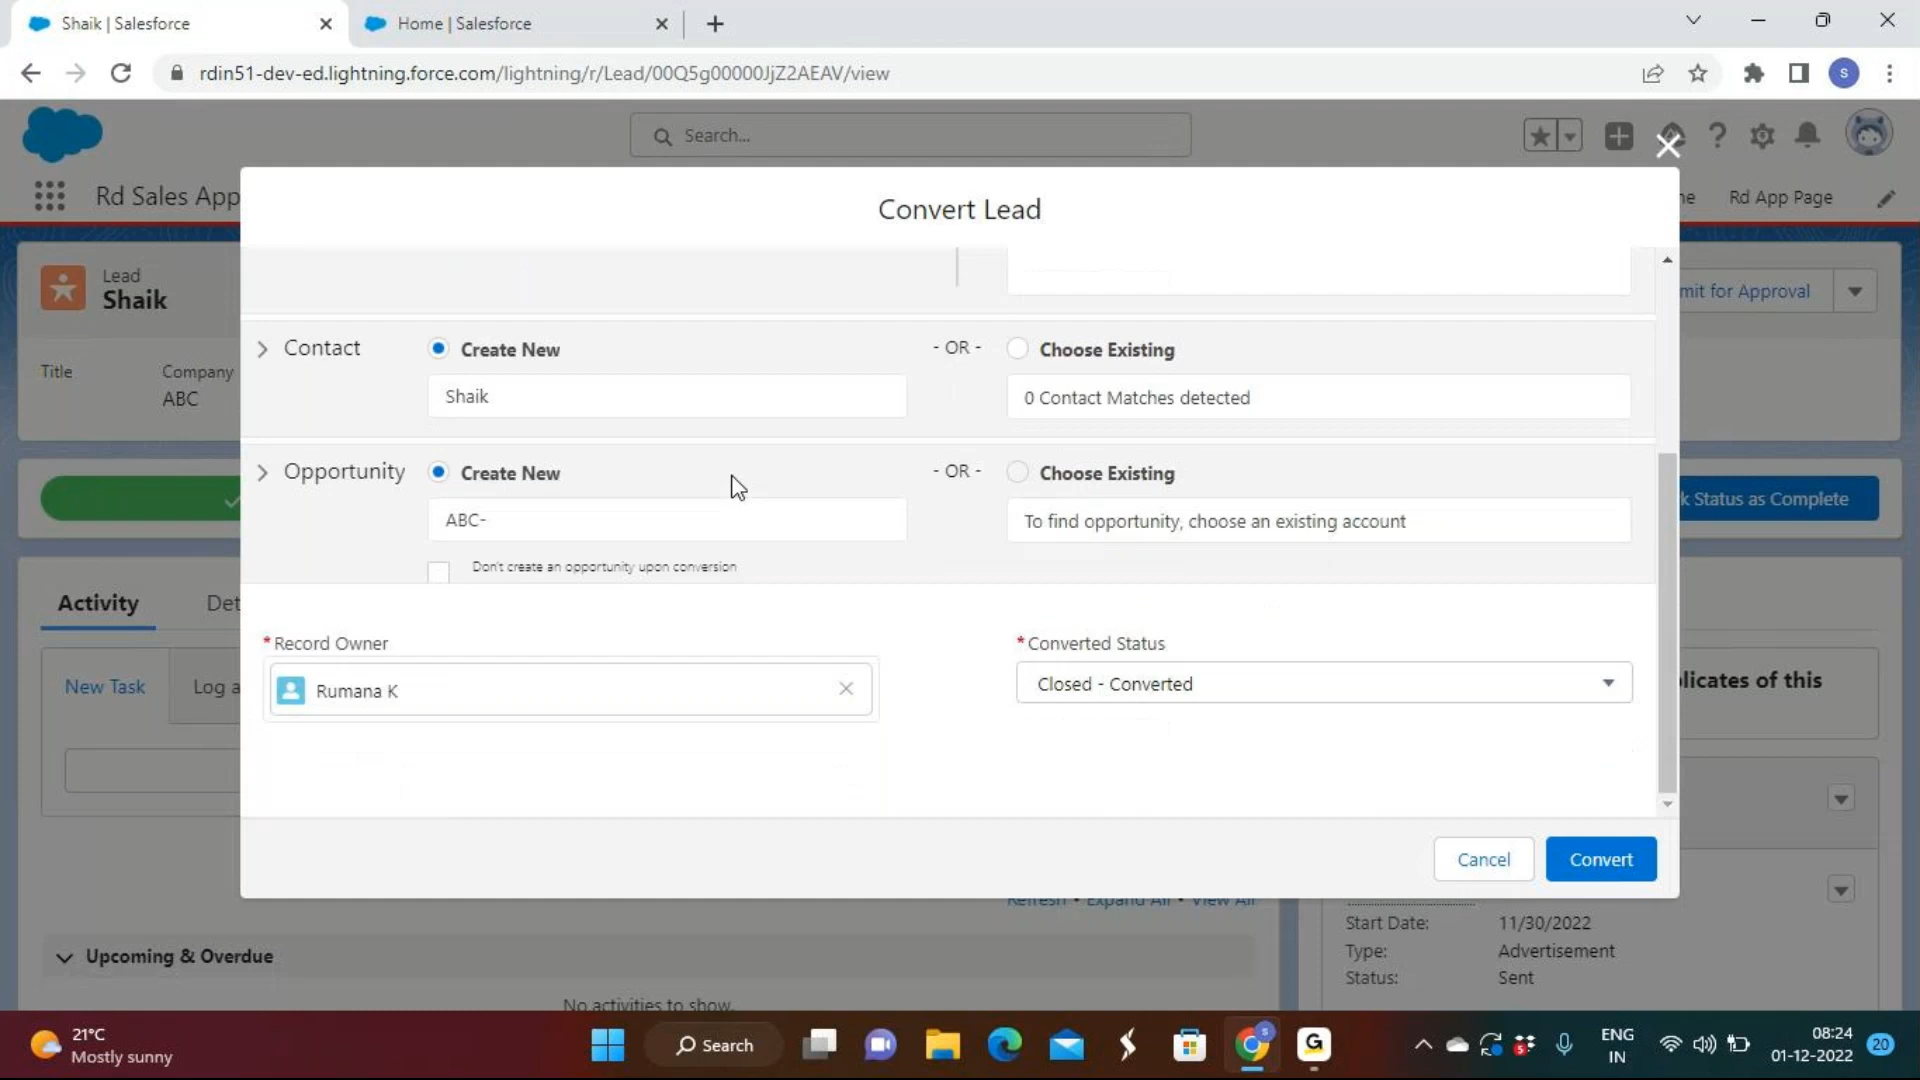 Shaik | Salesforce
Home | Salesforce
rdin51-dev-ed.lightning.force.com/lightning/r/Lead/00Q5g00000JjZ2AEAV/view
S
Search...
Rd Sales App
Rd App Page
Convert Lead
Lead
Shaik
mit for Approval
Title
Company
ABC
Contact
Create New
- OR -
Choose Existing
Shaik
0 Contact Matches detected
Opportunity
Create New
- OR -
Choose Existing
ABC-
To find opportunity, choose an existing account
Don't create an opportunity upon conversion
k Status as Complete
Activity
Det
*Record Owner
*Converted Status
Rumana K
Closed - Converted
New Task
Log a
licates of this
Cancel
Convert
Refresh • Expand All • View All
Start Date:
11/30/2022
Type:
Advertisement
Status:
Sent
Upcoming & Overdue
No activities to show.
21°C
Mostly sunny
Search
ENG
IN
08:24
01-12-2022
20